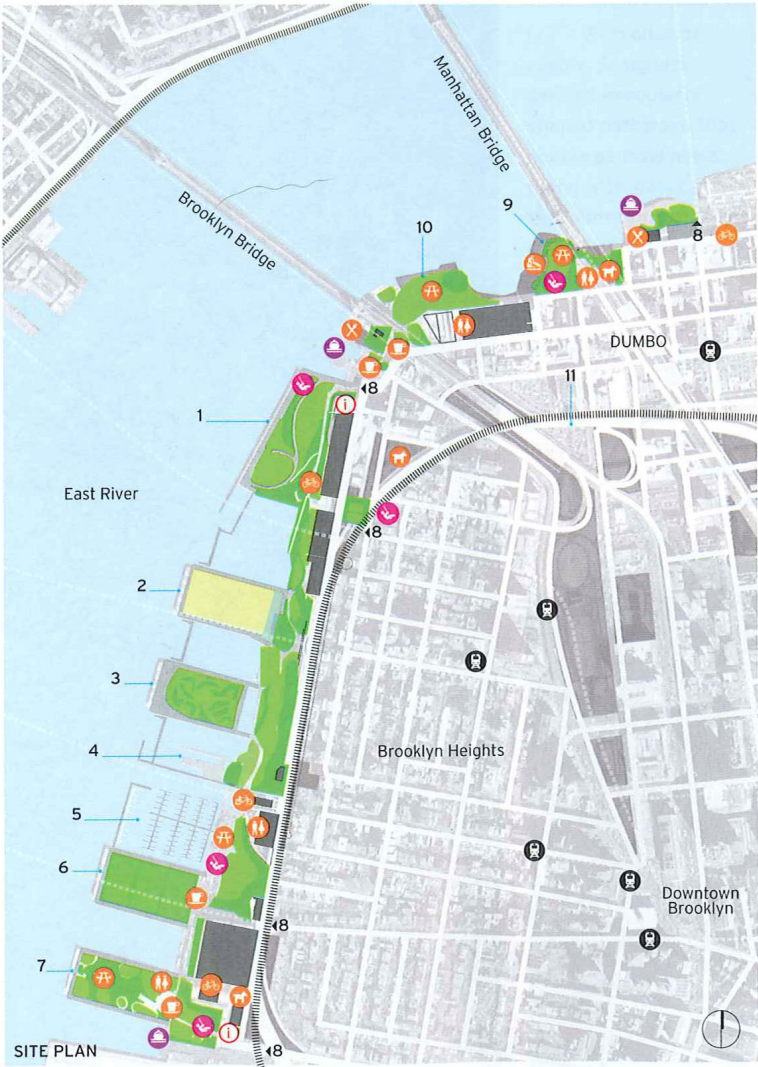 Manhattan Bridge
Brooklyn Bridge
9
10
8
DUMBO
8
11
1
i
East River
8
2
3
Brooklyn Heights
4
5
6
Downtown
Brooklyn
8
7
i
SITE PLAN
8